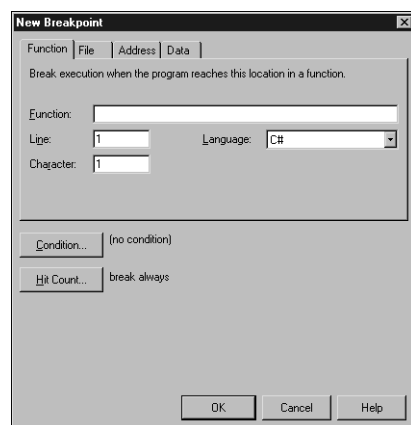 New Breakpoint
Function File Address Data
Break execution when the program reaches this location in a function.
Function:
Line: 1 Language: C#
Character: 1
Condition... (no condition)
Hit Count... break always
OK Cancel Help